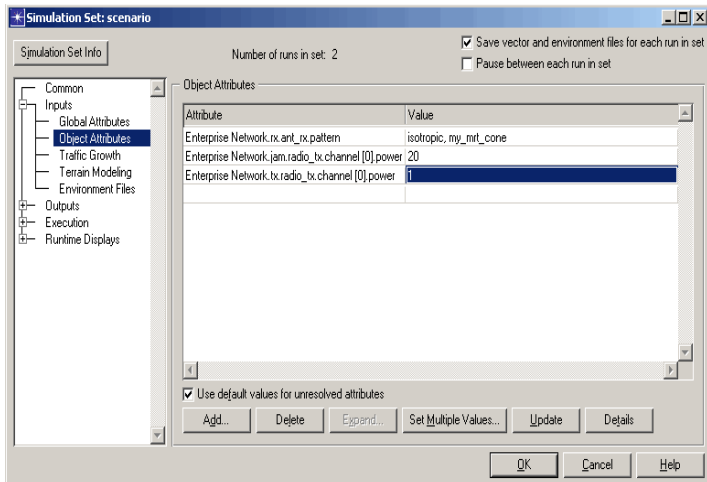 Simulation Set: scenario
Simulation Set Info
Number of runs in set: 2
Save vector and environment files for each run in set
Pause between each run in set
Common
Inputs
Global Attributes
Object Attributes
Traffic Growth
Terrain Modeling
Environment Files
Outputs
Execution
Runtime Displays
Object Attributes
Attribute Value
Enterprise Network.rx.ant_rx.pattern isotropic, my_mrt_cone
Enterprise Network.jam.radio_tx.channel [0].power 20
Enterprise Network.tx.radio_tx.channel [0].power 1
Use default values for unresolved attributes
Add... Delete Expand... Set Multiple Values... Update Details
OK Cancel Help